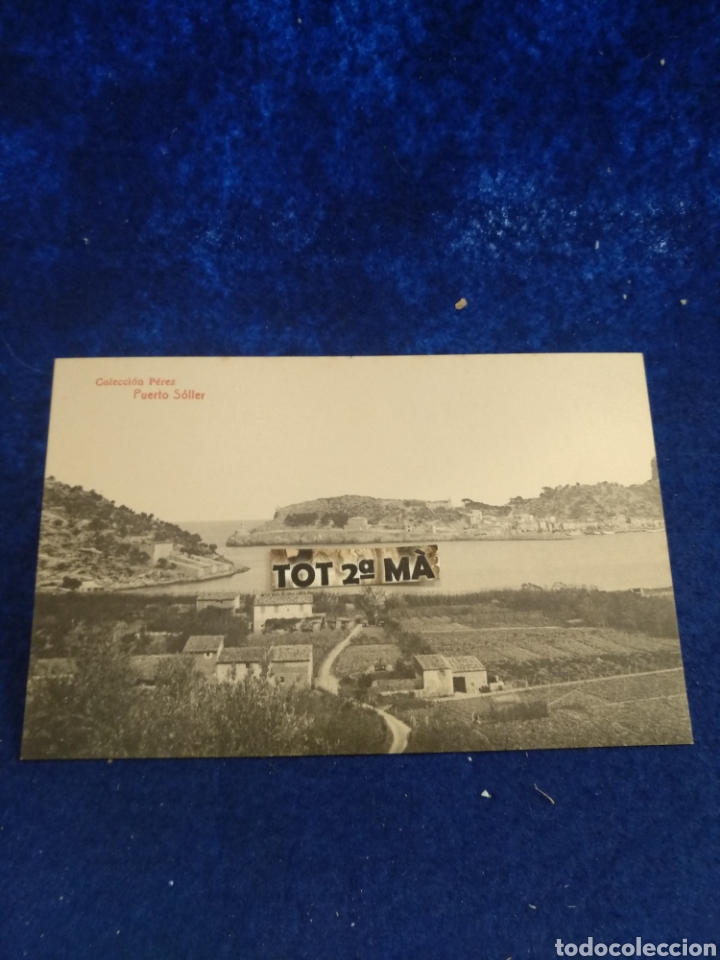 Colección Pérez
Puerto Sóller
TOT 2ª MÀ
todocoleccion